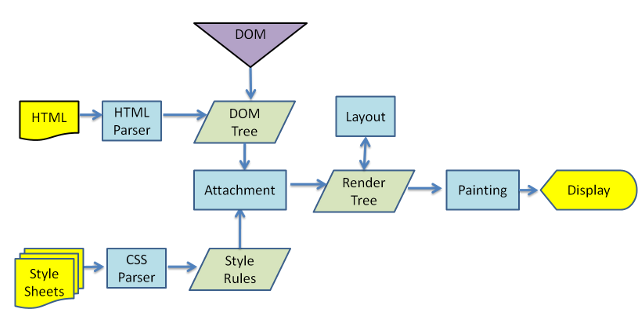 DOM
HTML
HTML
Parser
DOM
Tree
Layout
Attachment
Render
Tree
Painting
Display
Style
Sheets
CSS
Parser
Style
Rules